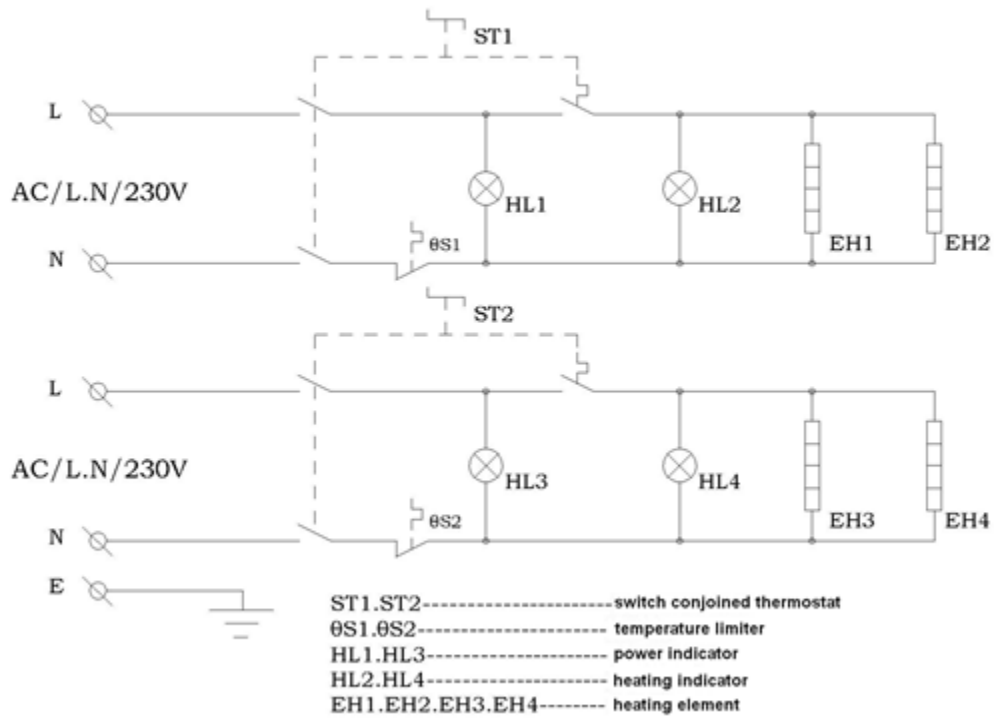 ST1
L
AC/L.N/230V
HL1
HL2
EH1
EH2
N
θS1
ST2
L
AC/L.N/230V
HL3
HL4
EH3
EH4
N
θS2
E
ST1.ST2--------------------switch conjoined thermostat
θS1.θS2--------------------temperature limiter
HL1.HL3-------------------power indicator
HL2.HL4-------------------heating indicator
EH1.EH2.EH3.EH4-------heating element